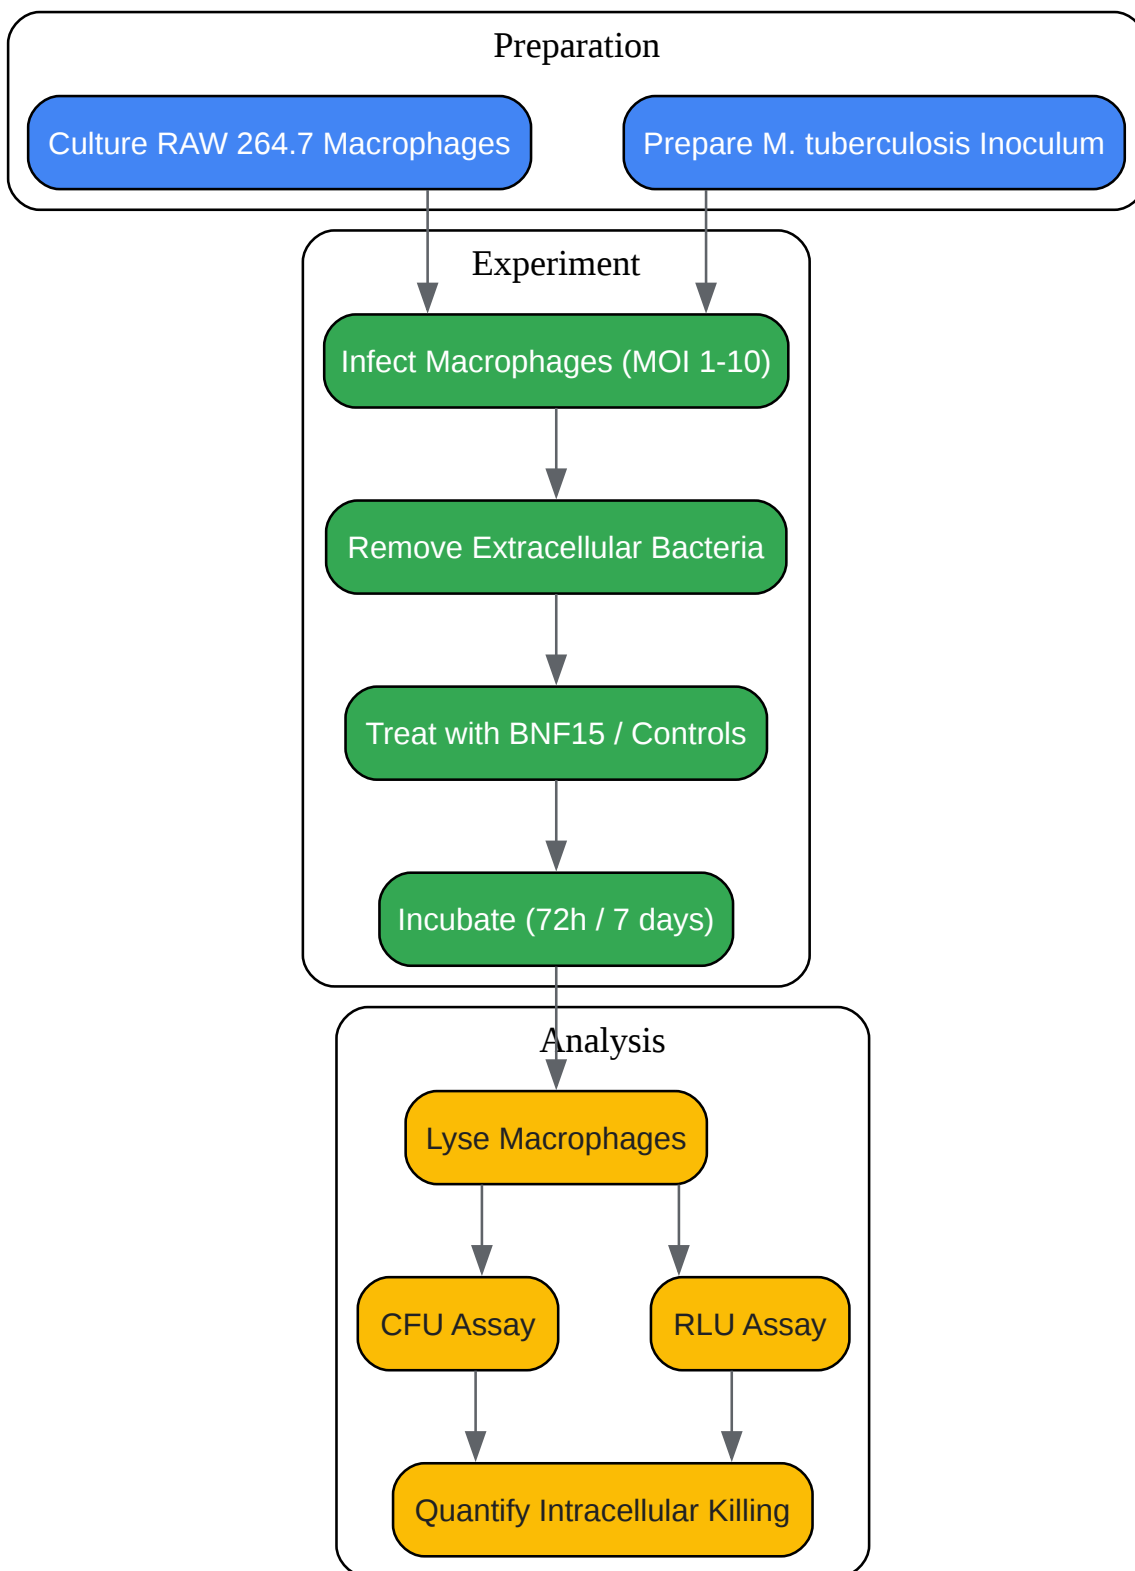 Preparation
Culture RAW 264.7 Macrophages
Prepare M. tuberculosis Inoculum
Experiment
Infect Macrophages (MOI 1-10)
Remove Extracellular Bacteria
Treat with BNF15 / Controls
Incubate (72h / 7 days)
Analysis
Lyse Macrophages
CFU Assay
RLU Assay
Quantify Intracellular Killing